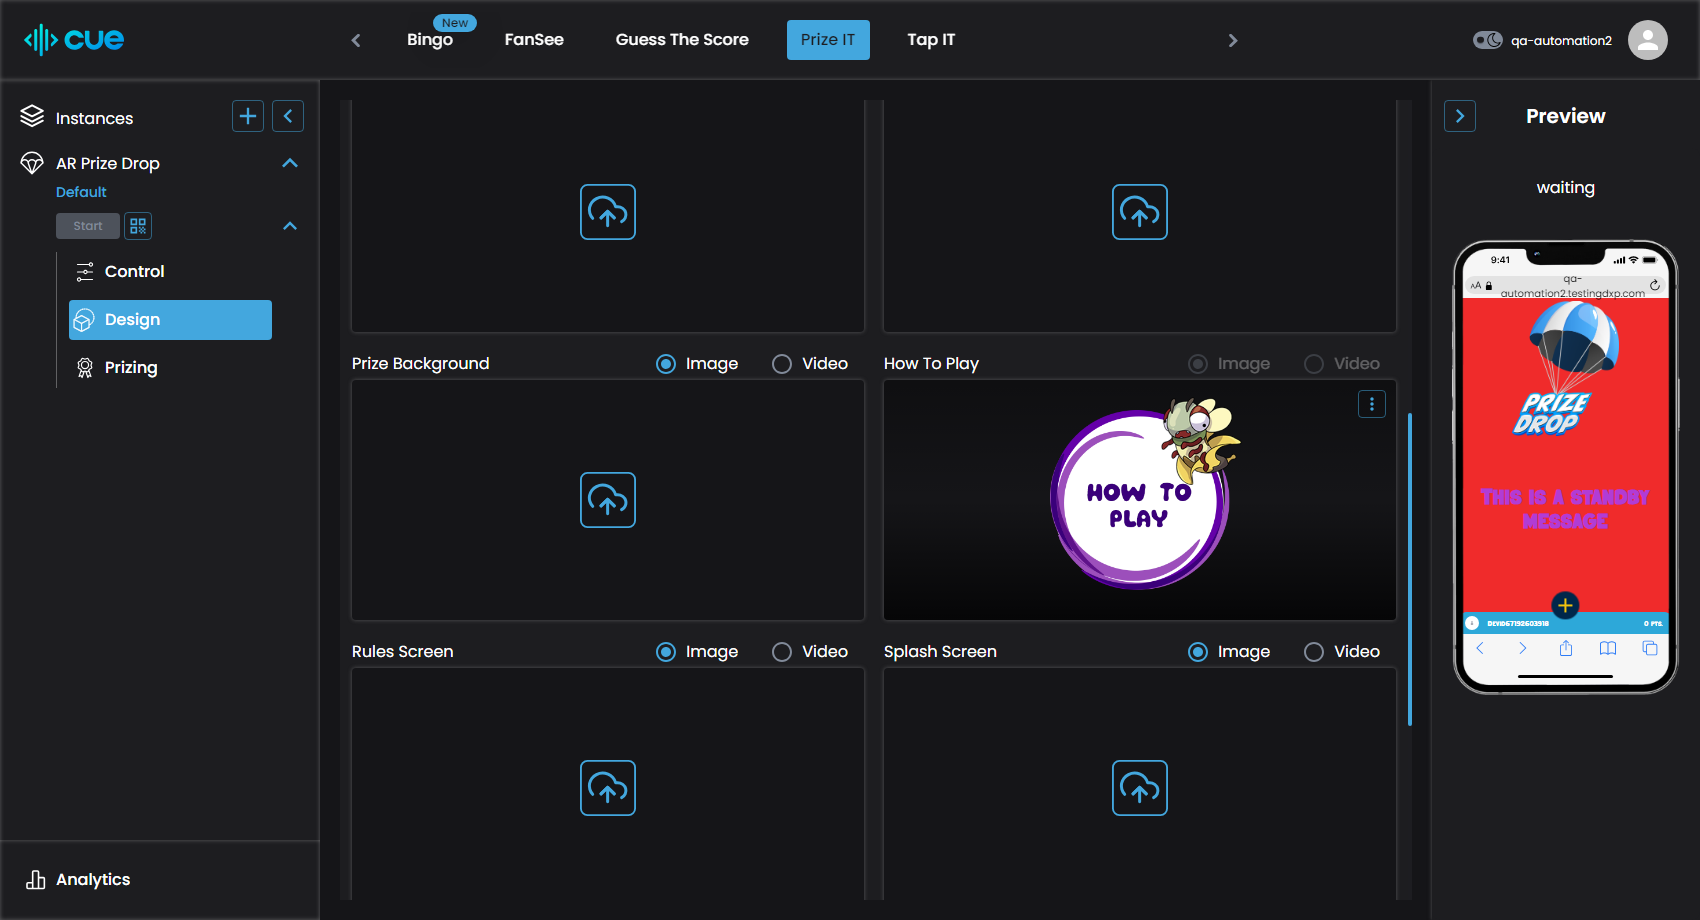 cue
New
Bingo
FanSee
Guess The Score
Prize IT
Tap IT
qa-automation2
Instances
AR Prize Drop
Default
Start
Control
Design
Prizing
Analytics
Prize Background
Image
Video
How To Play
Image
Video
HOW TO
PLAY
Rules Screen
Image
Video
Splash Screen
Image
Video
Preview
waiting
9:41
AA
qa-
automation2.testingdxp.com
PRIZE
DROP
THIS IS A STANDBY
MESSAGE
DEVID67192603918
0 PTS.